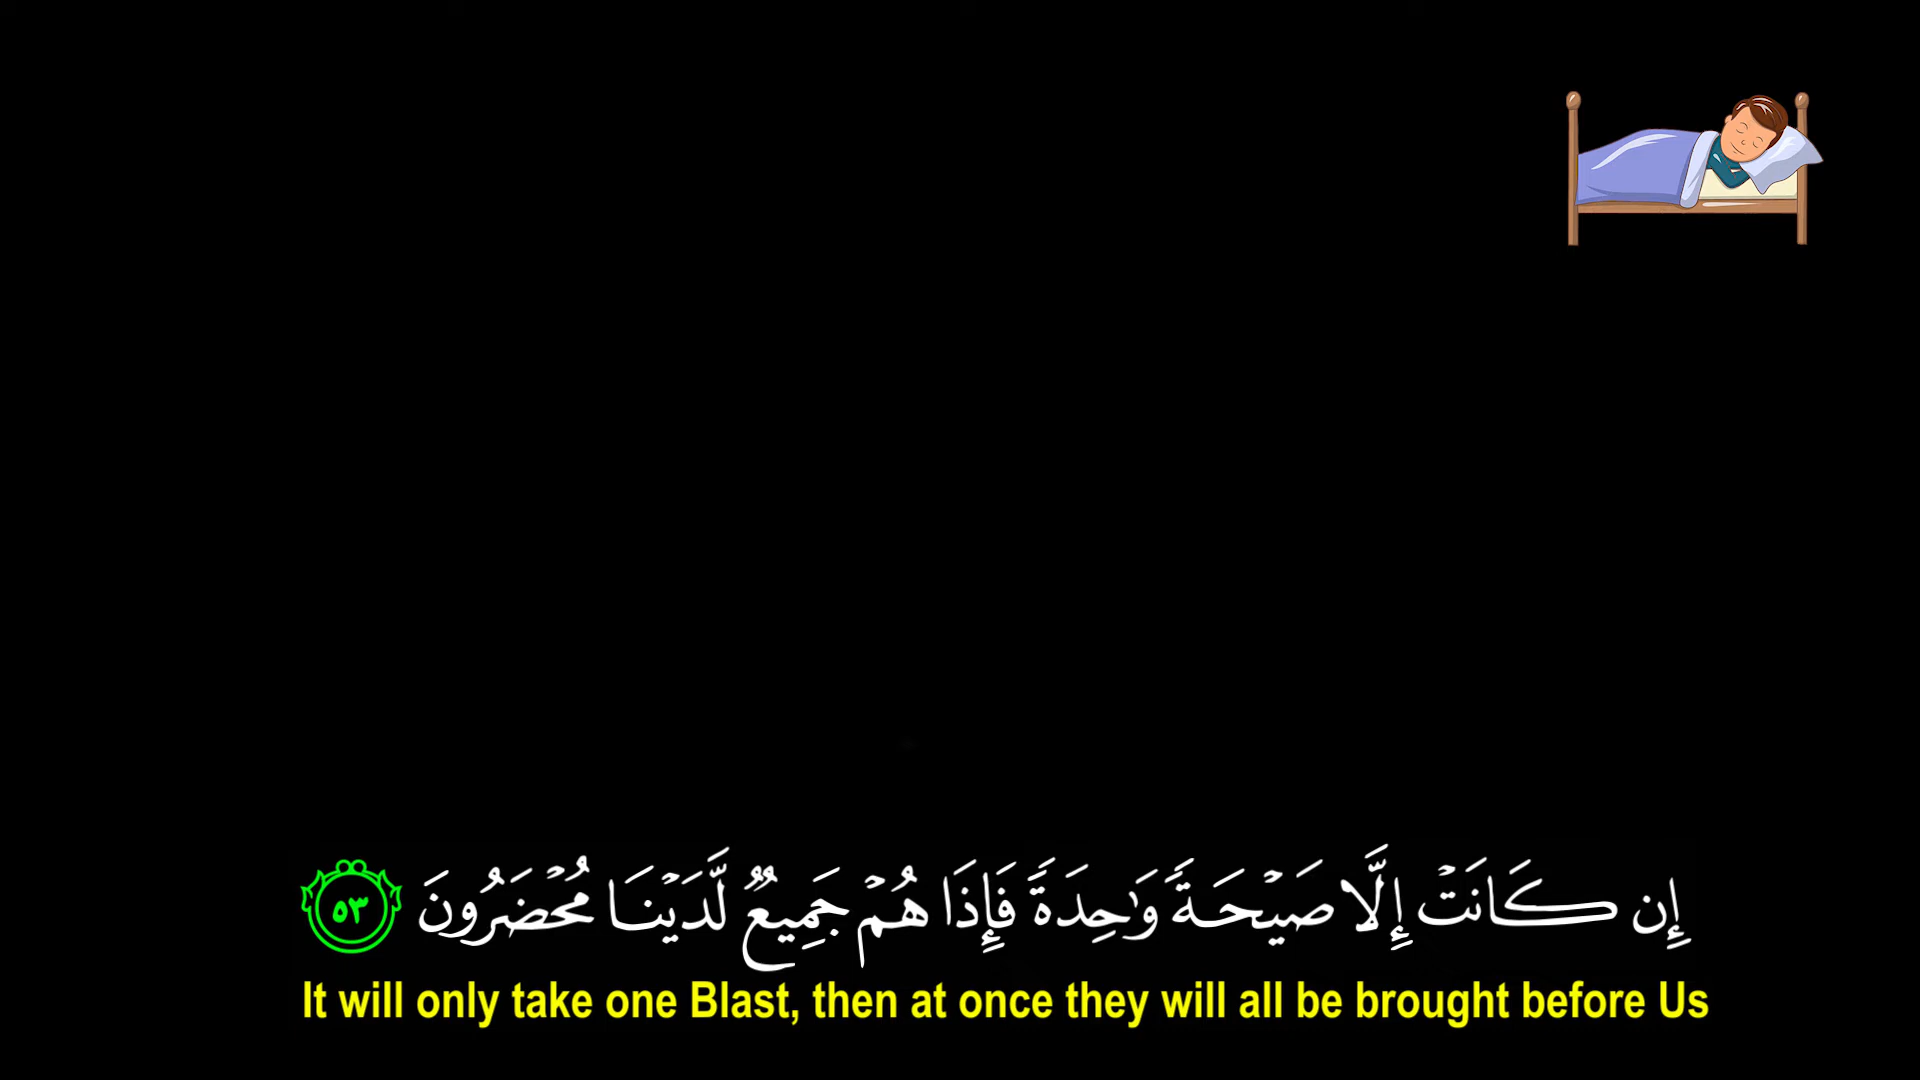 إِن كَانَتْ إِلَّا صَيْحَةً وَٰحِدَةً فَإِذَا هُمْ جَمِيعٌ لَّدَيْنَا مُحْضَرُونَ ٥٣
It will only take one Blast, then at once they will all be brought before Us